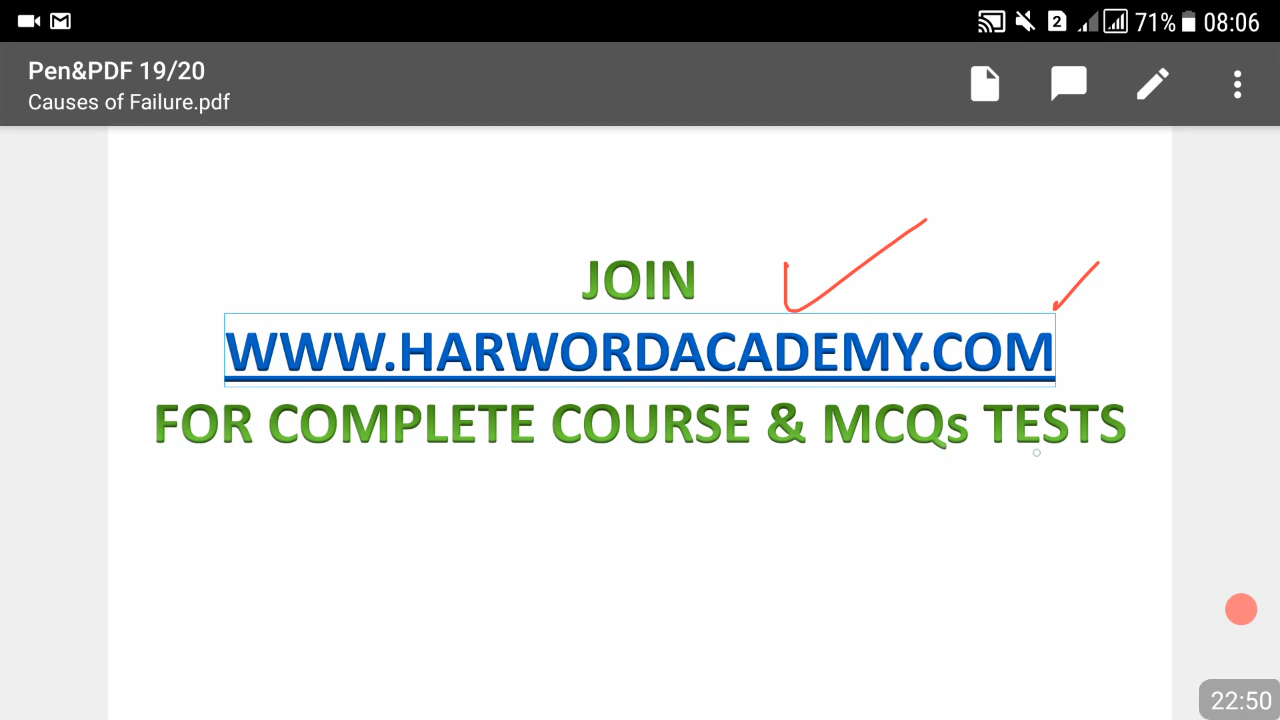 2 71% 08:06
Pen&PDF 19/20
Causes of Failure.pdf
JOIN
WWW.HARWORDACADEMY.COM
FOR COMPLETE COURSE & MCQs TESTS
22:50